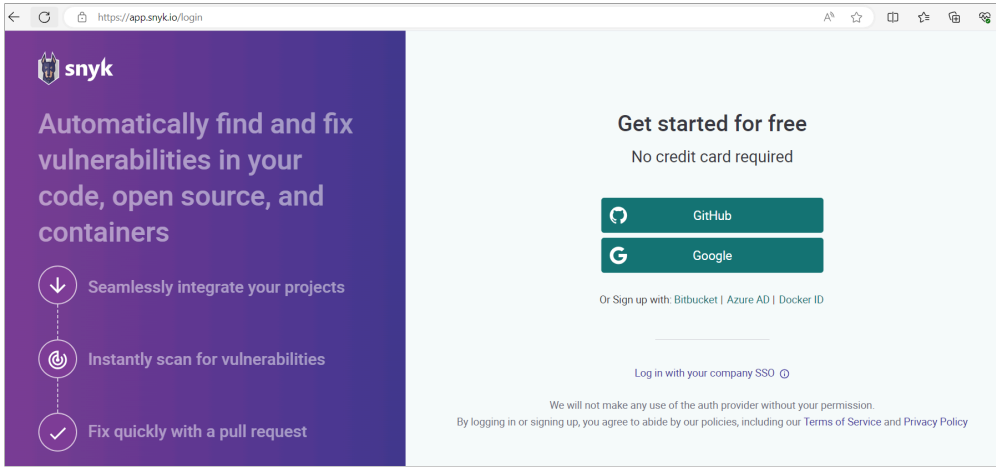 https://app.snyk.io/login
snyk
Automatically find and fix
vulnerabilities in your
code, open source, and
containers
Seamlessly integrate your projects
Instantly scan for vulnerabilities
Fix quickly with a pull request
Get started for free
No credit card required
GitHub
Google
Or Sign up with: Bitbucket | Azure AD | Docker ID
Log in with your company SSO
We will not make any use of the auth provider without your permission.
By logging in or signing up, you agree to abide by our policies, including our Terms of Service and Privacy Policy